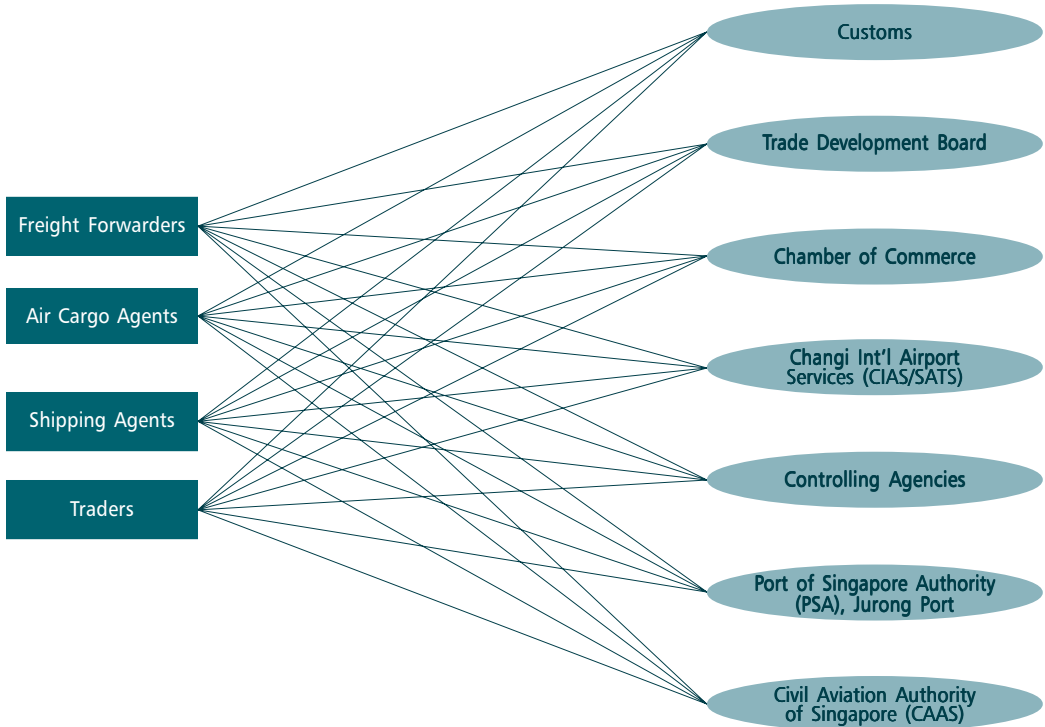 Customs
Trade Development Board
Freight Forwarders
Chamber of Commerce
Air Cargo Agents
Changi Int'l Airport
Services (CIAS/SATS)
Shipping Agents
Controlling Agencies
Traders
Port of Singapore Authority
(PSA), Jurong Port
Civil Aviation Authority
of Singapore (CAAS)